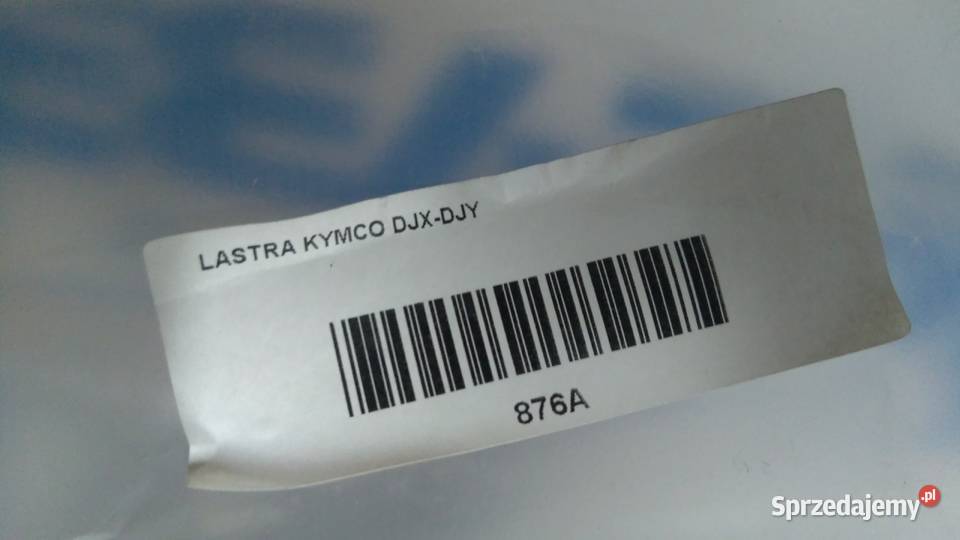 LASTRA KYMCO DJX-DJY
876A
Sprzedajemy.pl